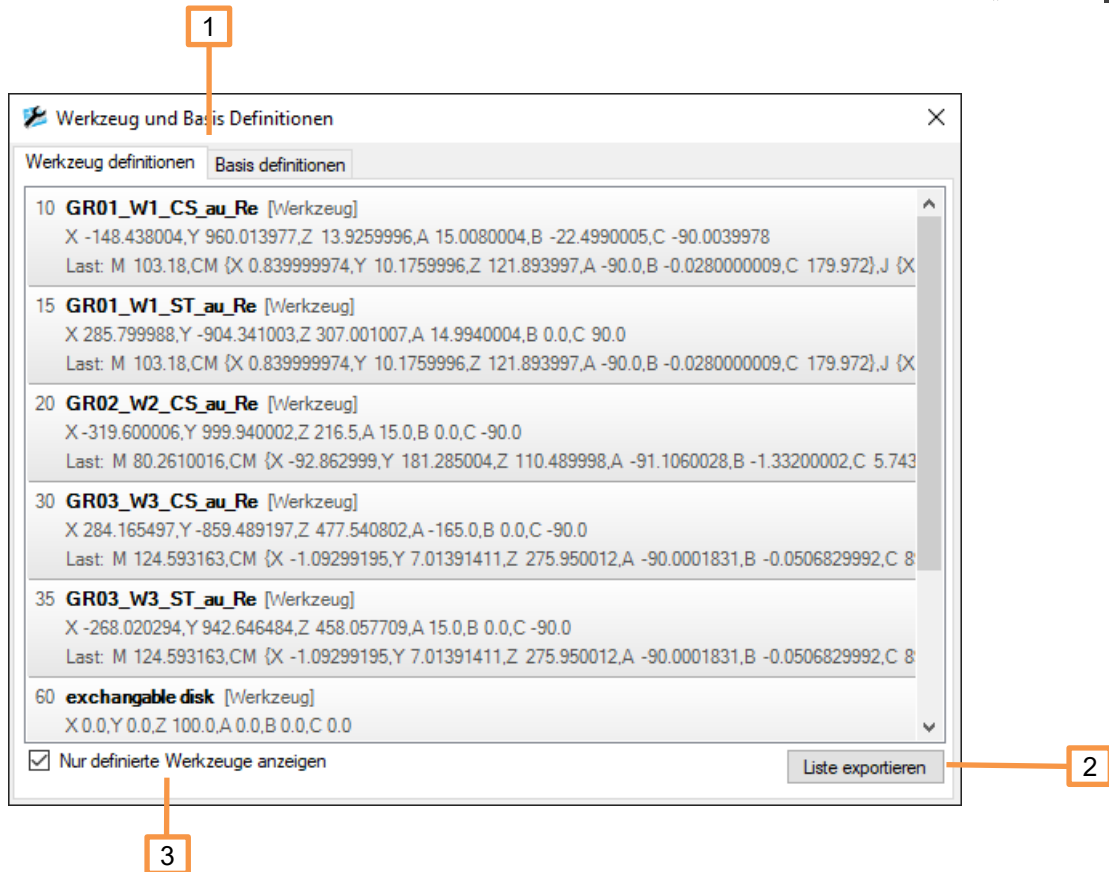 1
Werkzeug und Basis Definitionen
Werkzeug definitionen Basis definitionen
10 GR01_W1_CS_au_Re [Werkzeug]
X -148.438004,Y 960.013977,Z 13.9259996,A 15.0080004,B -22.4990005,C -90.0039978
Last: M 103.18,CM {X 0.839999974,Y 10.1759996,Z 121.893997,A -90.0,B -0.0280000009,C 179.972},J {X
15 GR01_W1_ST_au_Re [Werkzeug]
X 285.799988,Y -904.341003,Z 307.001007,A 14.9940004,B 0.0,C 90.0
Last: M 103.18,CM {X 0.839999974,Y 10.1759996,Z 121.893997,A -90.0,B -0.0280000009,C 179.972},J {X
20 GR02_W2_CS_au_Re [Werkzeug]
X -319.600006,Y 999.940002,Z 216.5,A 15.0,B 0.0,C -90.0
Last: M 80.2610016,CM {X -92.862999,Y 181.285004,Z 110.489998,A -91.1060028,B -1.33200002,C 5.743
30 GR03_W3_CS_au_Re [Werkzeug]
X 284.165497,Y -859.489197,Z 477.540802,A -165.0,B 0.0,C -90.0
Last: M 124.593163,CM {X -1.09299195,Y 7.01391411,Z 275.950012,A -90.0001831,B -0.0506829992,C 8
35 GR03_W3_ST_au_Re [Werkzeug]
X -268.020294,Y 942.646484,Z 458.057709,A 15.0,B 0.0,C -90.0
Last: M 124.593163,CM {X -1.09299195,Y 7.01391411,Z 275.950012,A -90.0001831,B -0.0506829992,C 8
60 exchangable disk [Werkzeug]
X 0.0,Y 0.0,Z 100.0,A 0.0,B 0.0,C 0.0
Nur definierte Werkzeuge anzeigen
Liste exportieren
2
3